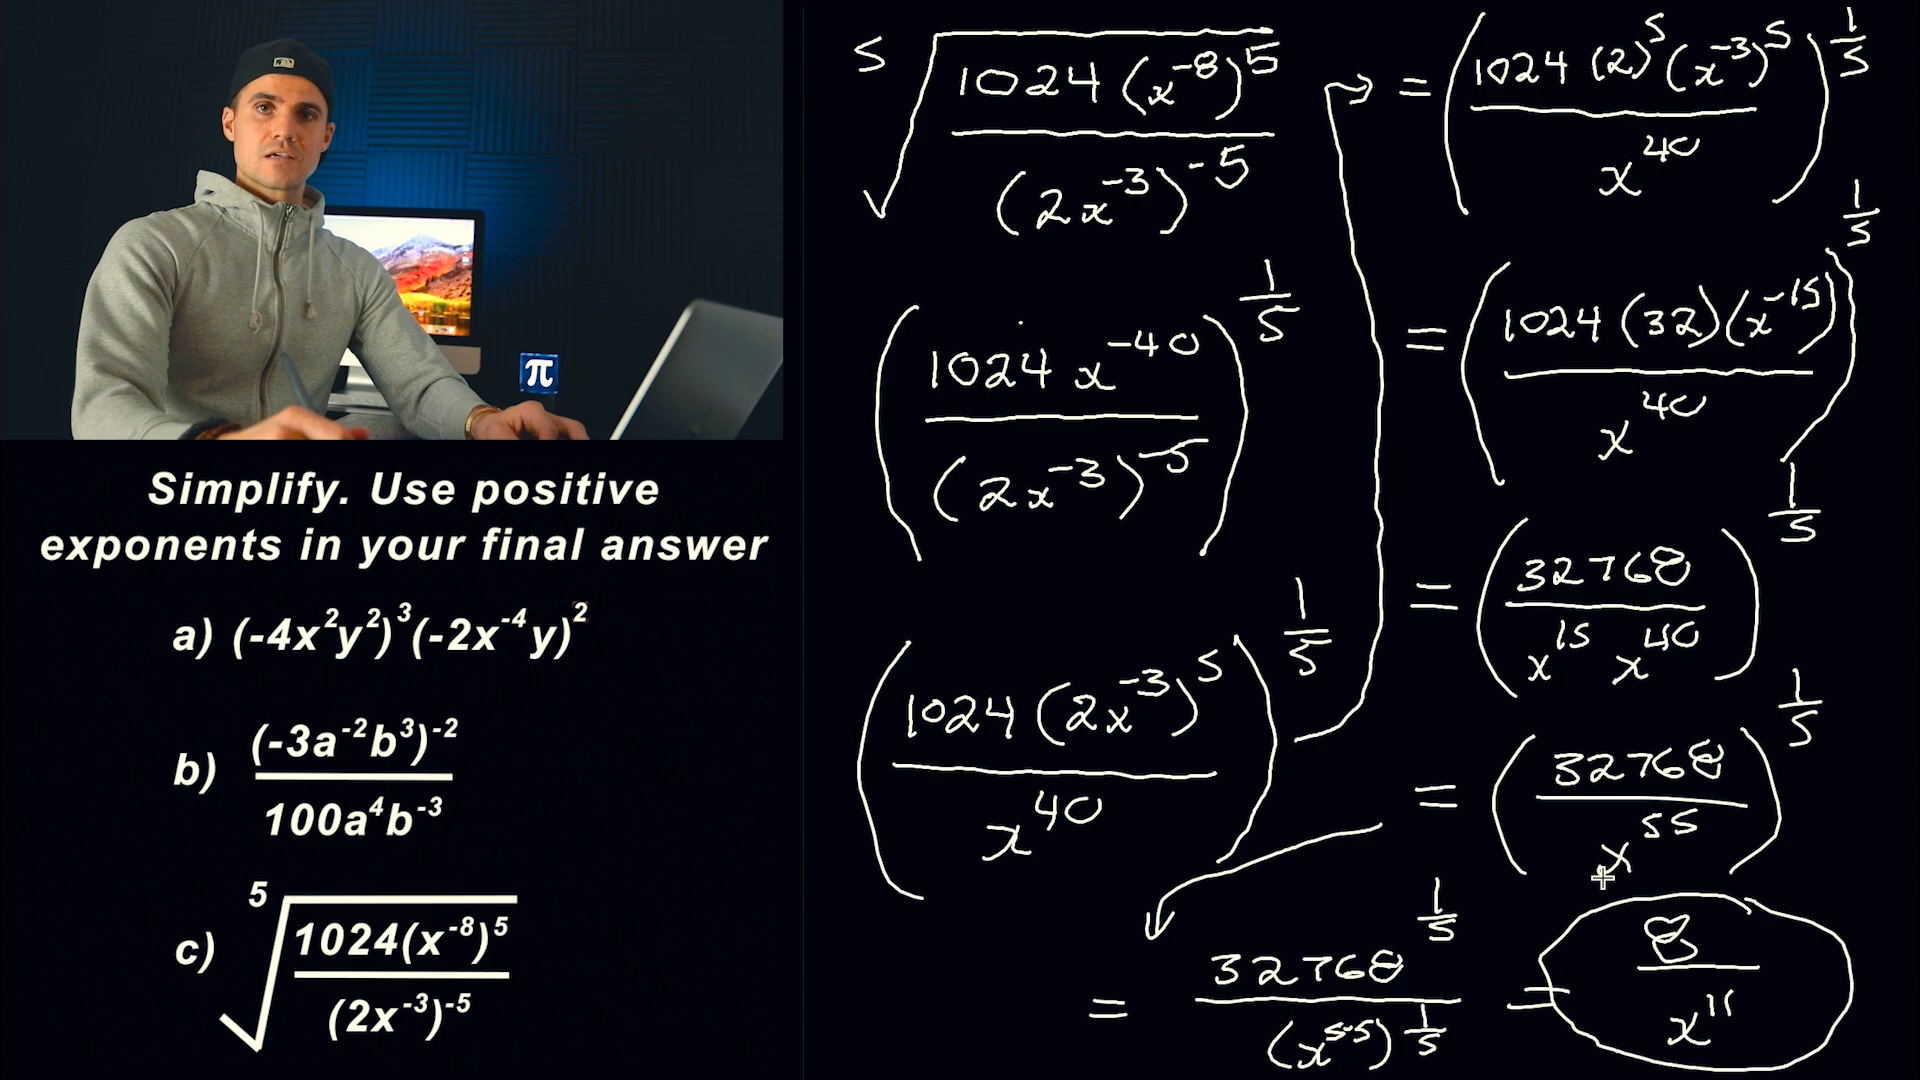 π
Simplify. Use positive
exponents in your final answer
a) (-4x²y²)³(-2x⁻⁴y)²
b) (-3a⁻²b³)⁻² / 100a⁴b⁻³
c) ⁵√(1024(x⁻⁸)⁵ / (2x⁻³)⁻⁵)
⁵√(1024(x⁻⁸)⁵ / (2x⁻³)⁻⁵)
(1024x⁻⁴⁰ / (2x⁻³)⁻⁵)^(1/5)
(1024(2x⁻³)⁵ / x⁴⁰)^(1/5)
= (1024(2)⁵(x⁻³)⁵ / x⁴⁰)^(1/5)
= (1024(32)(x⁻¹⁵) / x⁴⁰)^(1/5)
= (32768 / x¹⁵ x⁴⁰)^(1/5)
= (32768 / x⁵⁵)^(1/5)
= 32768^(1/5) / (x⁵⁵)^(1/5) = 8 / x¹¹